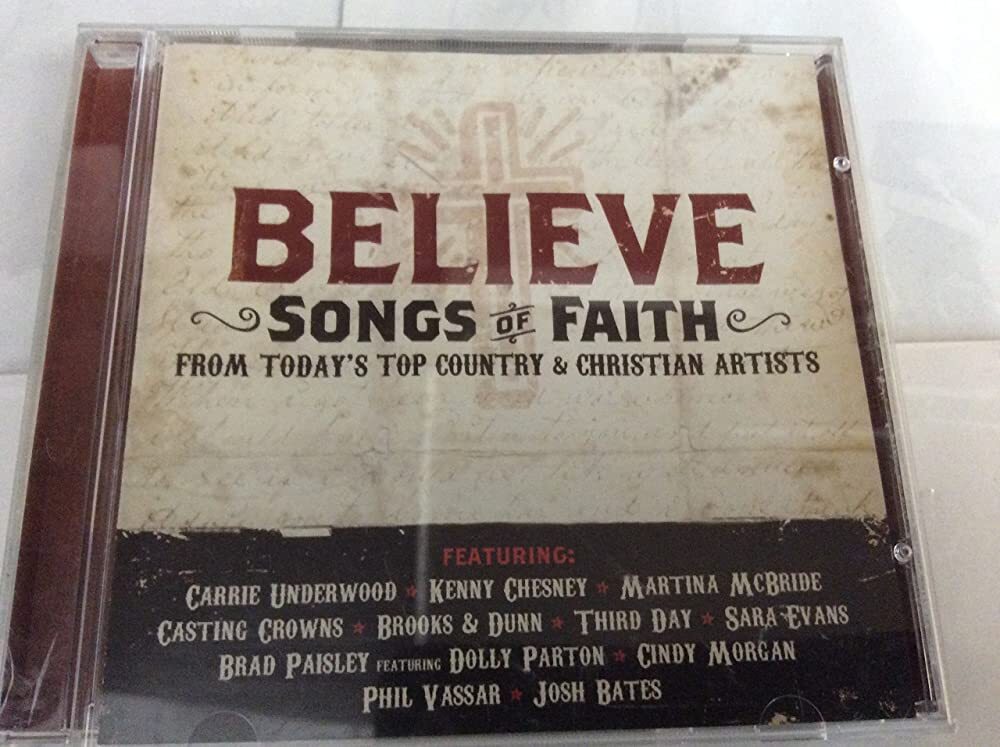 BELIEVE
SONGS OF FAITH
FROM TODAY'S TOP COUNTRY & CHRISTIAN ARTISTS
FEATURING:
CARRIE UNDERWOOD ★ KENNY CHESNEY ★ MARTINA MCBRIDE
CASTING CROWNS ★ BROOKS & DUNN ★ THIRD DAY ★ SARA EVANS
BRAD PAISLEY FEATURING DOLLY PARTON ★ CINDY MORGAN
PHIL VASSAR ★ JOSH BATES